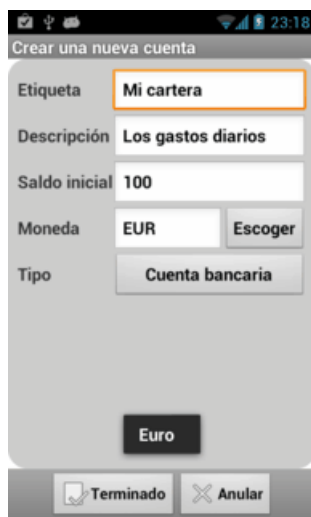 23:18
Crear una nueva cuenta
Etiqueta Mi cartera
Descripción Los gastos diarios
Saldo inicial 100
Moneda EUR Escoger
Tipo Cuenta bancaria
Euro
Terminado Anular